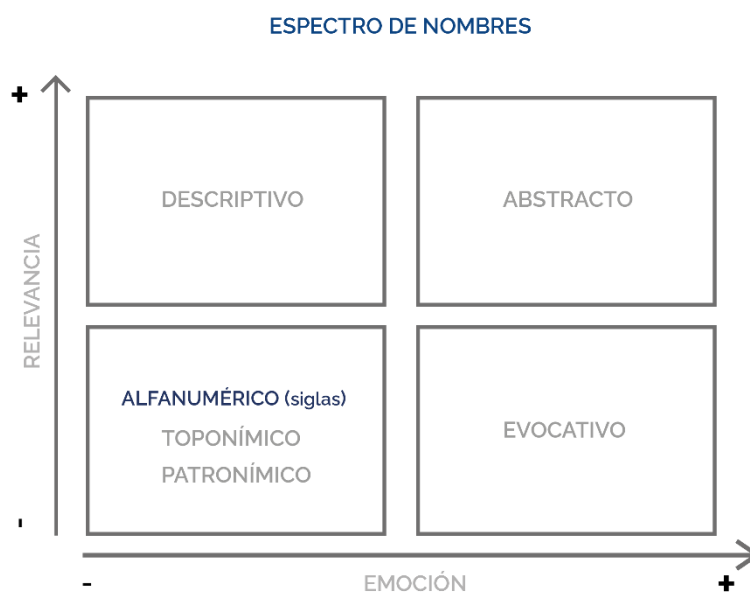 ESPECTRO DE NOMBRES
+
RELEVANCIA
-
DESCRIPTIVO
ABSTRACTO
ALFANUMÉRICO (siglas)
TOPONÍMICO
PATRONÍMICO
EVOCATIVO
-
EMOCIÓN
+